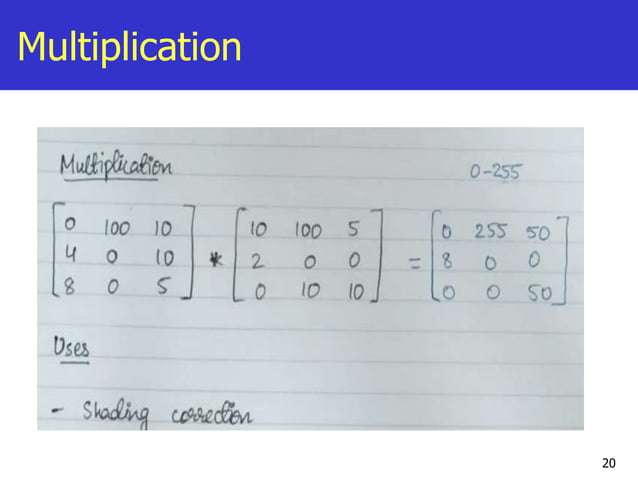 Multiplication
Multiplication
0-255
0 100 10 10 100 5 0 255 50
4 0 10 * 2 0 0 = 8 0 0
8 0 5 0 10 10 0 0 50
Uses
- Shading correction
20